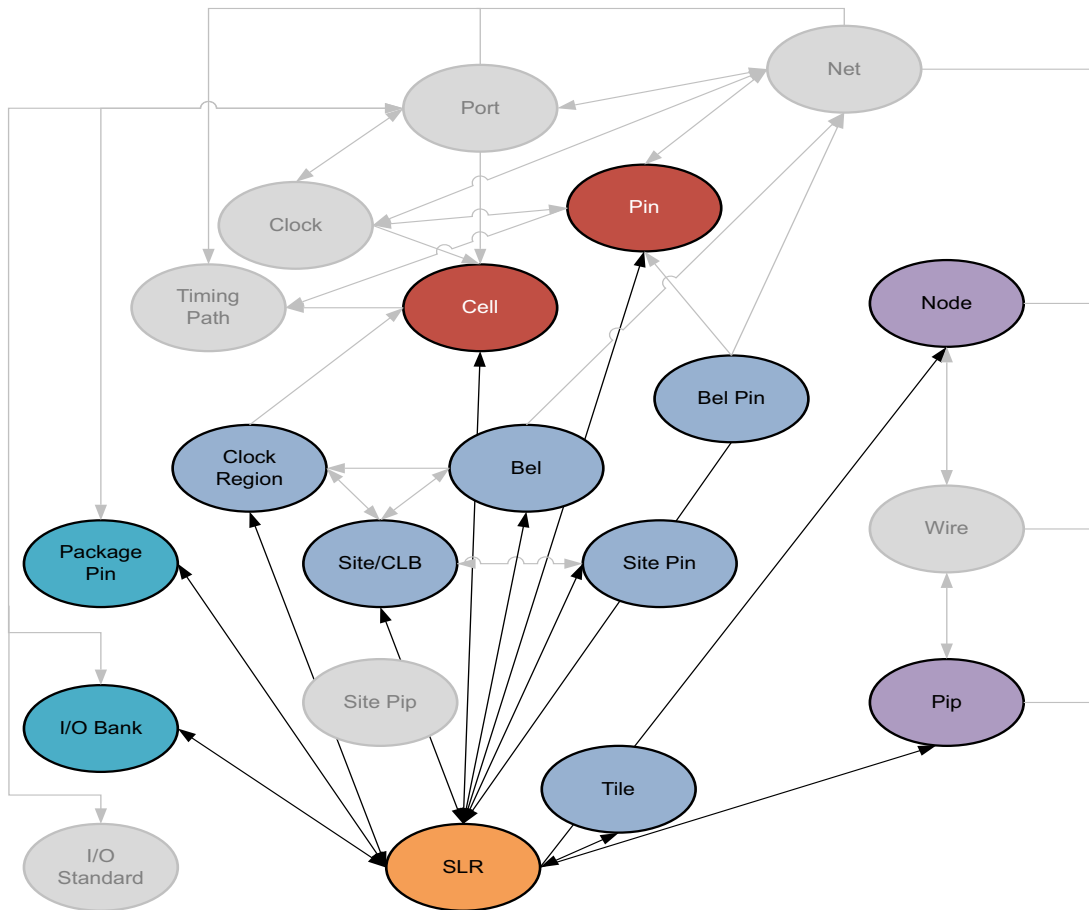 Net
Port
Pin
Clock
Timing
Path
Cell
Node
Bel Pin
Clock
Region
Bel
Package
Pin
Site/CLB
Site Pin
Wire
I/O Bank
Site Pip
Pip
Tile
I/O
Standard
SLR